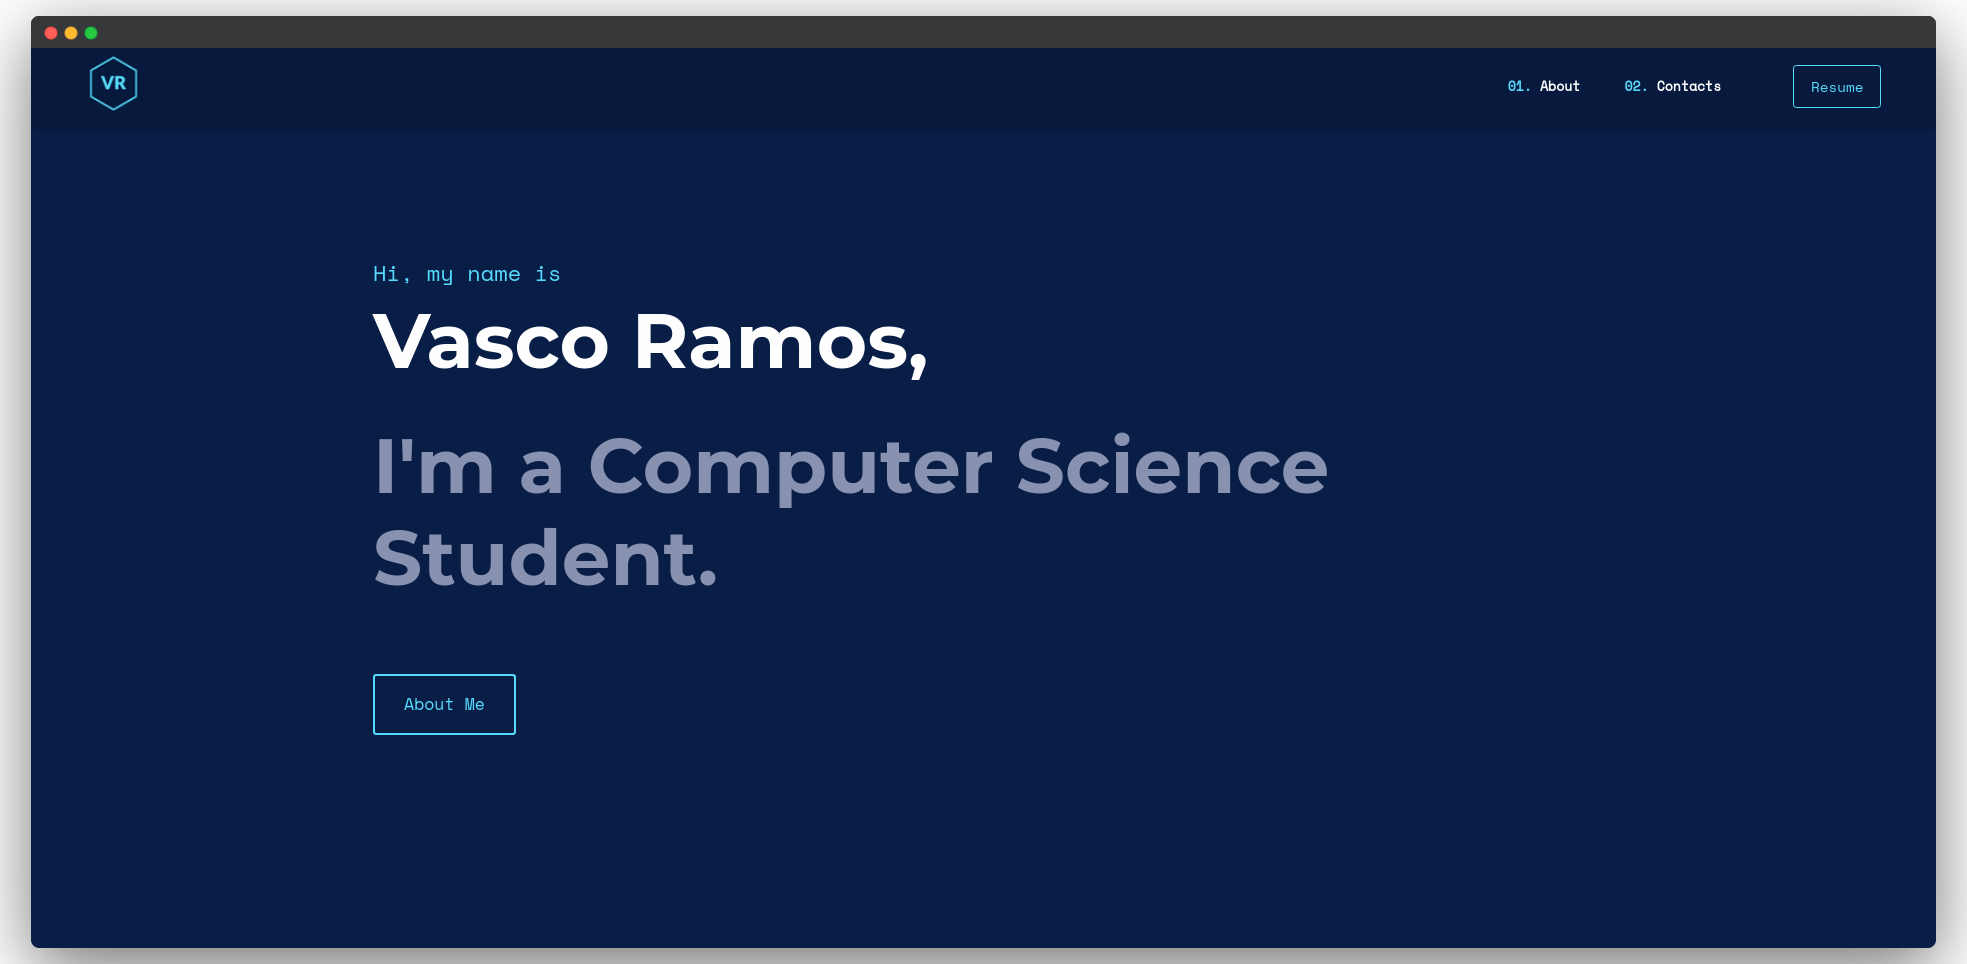 VR
01. About
02. Contacts
Resume
Hi, my name is
Vasco Ramos,
I'm a Computer Science
Student.
About Me